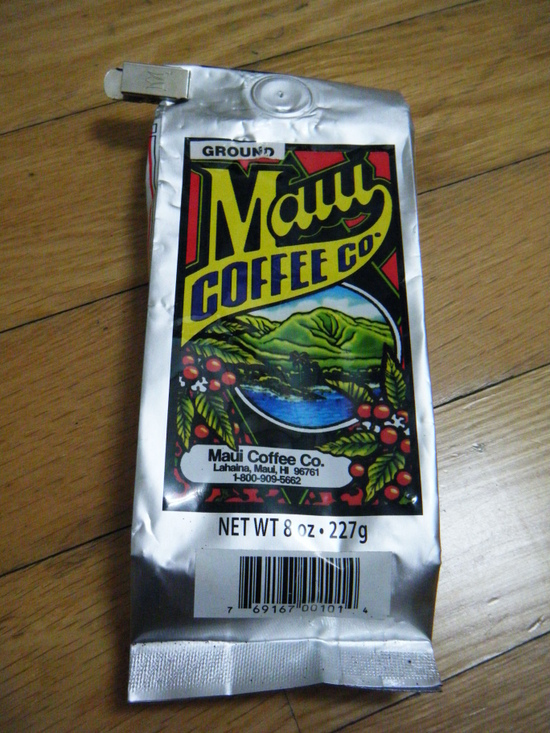 GROUND
Maui
COFFEE CO.
Maui Coffee Co.
Lahaina, Maui, HI 96761
1-800-909-5662
NET WT 8 oz • 227g
7 69167 00101 4